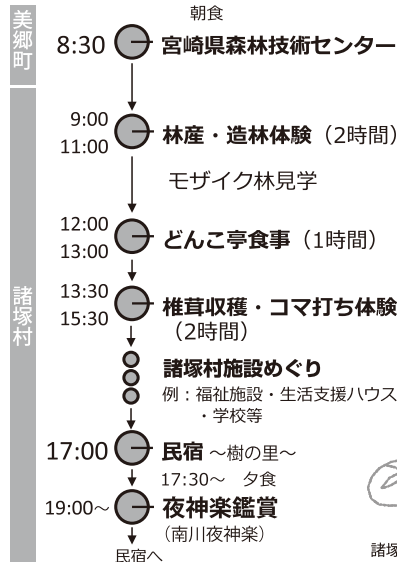 美郷町
朝食
8:30 宮崎県森林技術センター
諸塚村
9:00
11:00
林産・造林体験（2時間）
モザイク林見学
12:00
13:00
どんこ亭食事（1時間）
13:30
15:30
椎茸収穫・コマ打ち体験
（2時間）
諸塚村施設めぐり
例：福祉施設・生活支援ハウス
・学校等
17:00 民宿 ～樹の里～
17:30～　夕食
19:00～ 夜神楽鑑賞
（南川夜神楽）
民宿へ
諸塚